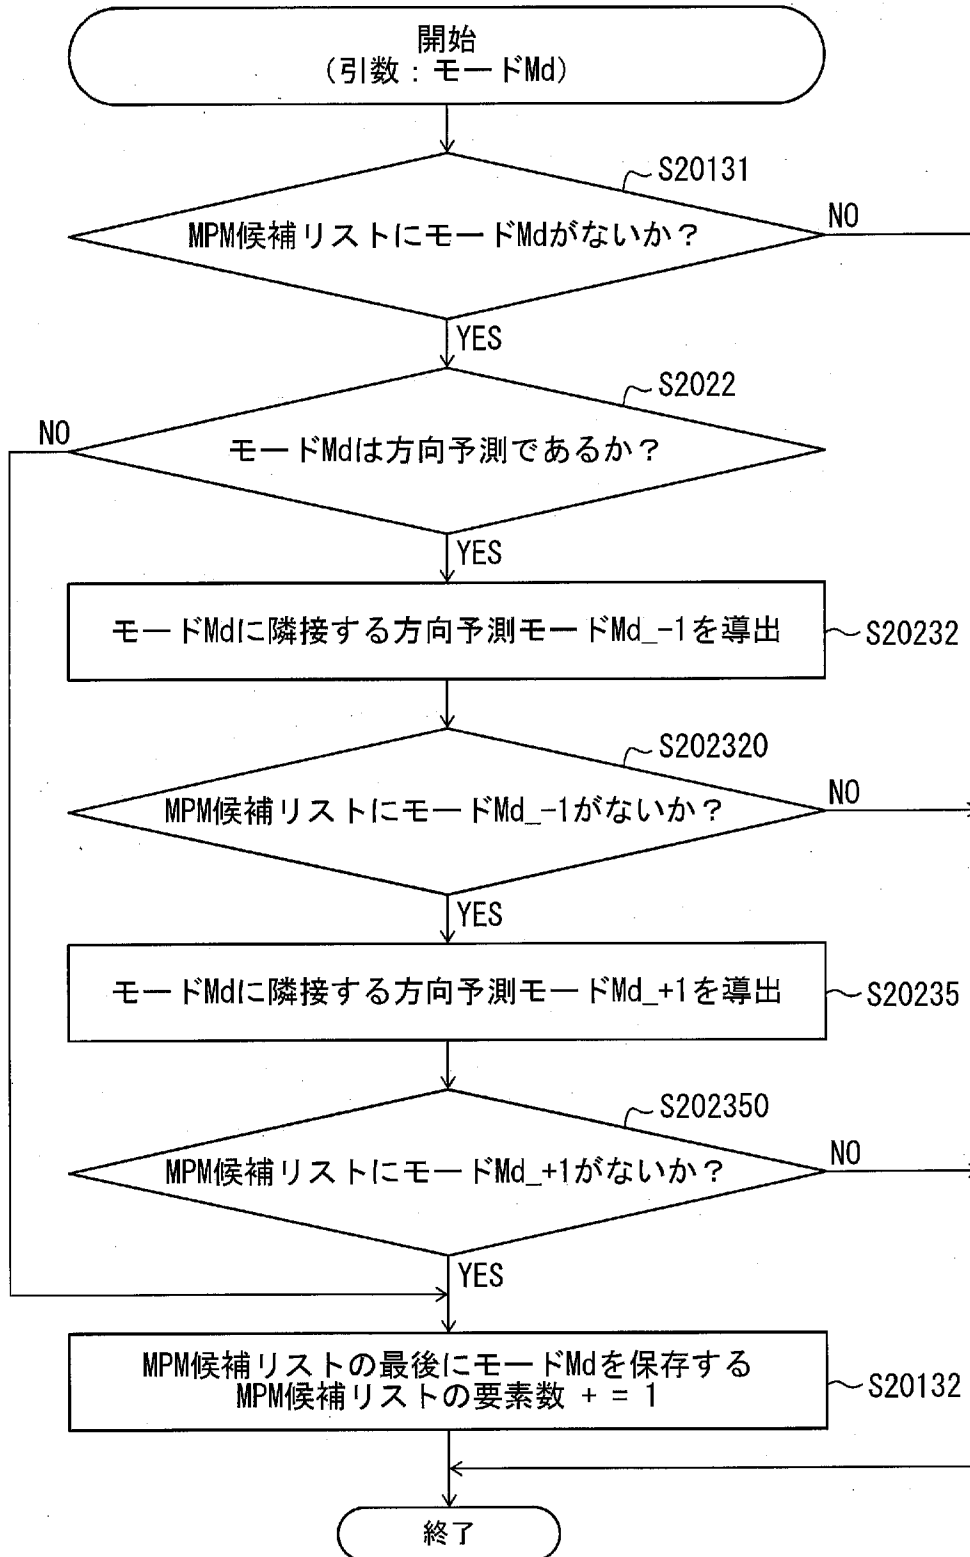 開始
(引数:モードMd)
S20131
MPM候補リストにモードMdがないか?
NO
YES
S2022
NO
モードMdは方向予測であるか?
YES
モードMdに隣接する方向予測モードMd_-1を導出
S20232
S202320
MPM候補リストにモードMd_-1がないか?
NO
YES
モードMdに隣接する方向予測モードMd_+1を導出
S20235
S202350
MPM候補リストにモードMd_+1がないか?
NO
YES
MPM候補リストの最後にモードMdを保存する
MPM候補リストの要素数 + = 1
S20132
終了